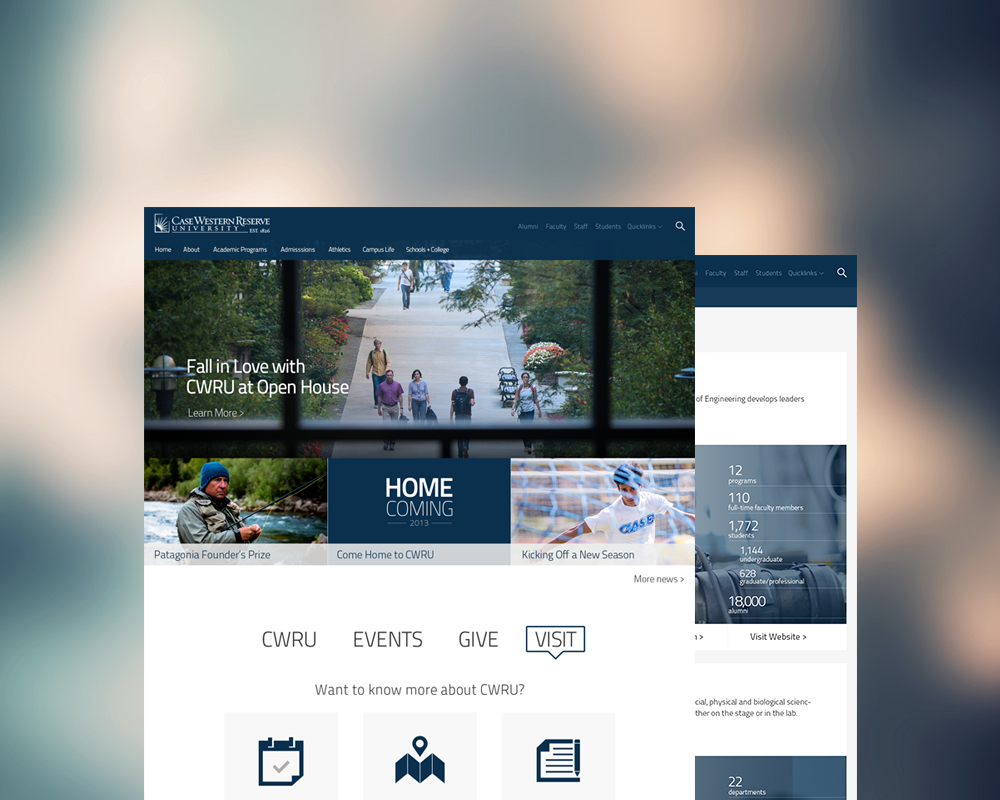 CASE WESTERN RESERVE
UNIVERSITY EST. 1826
Alumni Faculty Staff Students Quicklinks
Home About Academic Programs Admisssions Athletics Campus Life Schools + College
Fall in Love with
CWRU at Open House
Learn More >
HOME
COMING
2013
CASE
Patagonia Founder's Prize
Come Home to CWRU
Kicking Off a New Season
More news >
CWRU EVENTS GIVE VISIT
Want to know more about CWRU?
Faculty Staff Students Quicklinks
of Engineering develops leaders
12
programs
110
full-time faculty members
1,772
students
1,144
undergraduate
628
graduate/professional
18,000
alumni
n > Visit Website >
cial, physical and biological scienc-
ther on the stage or in the lab.
22
departments